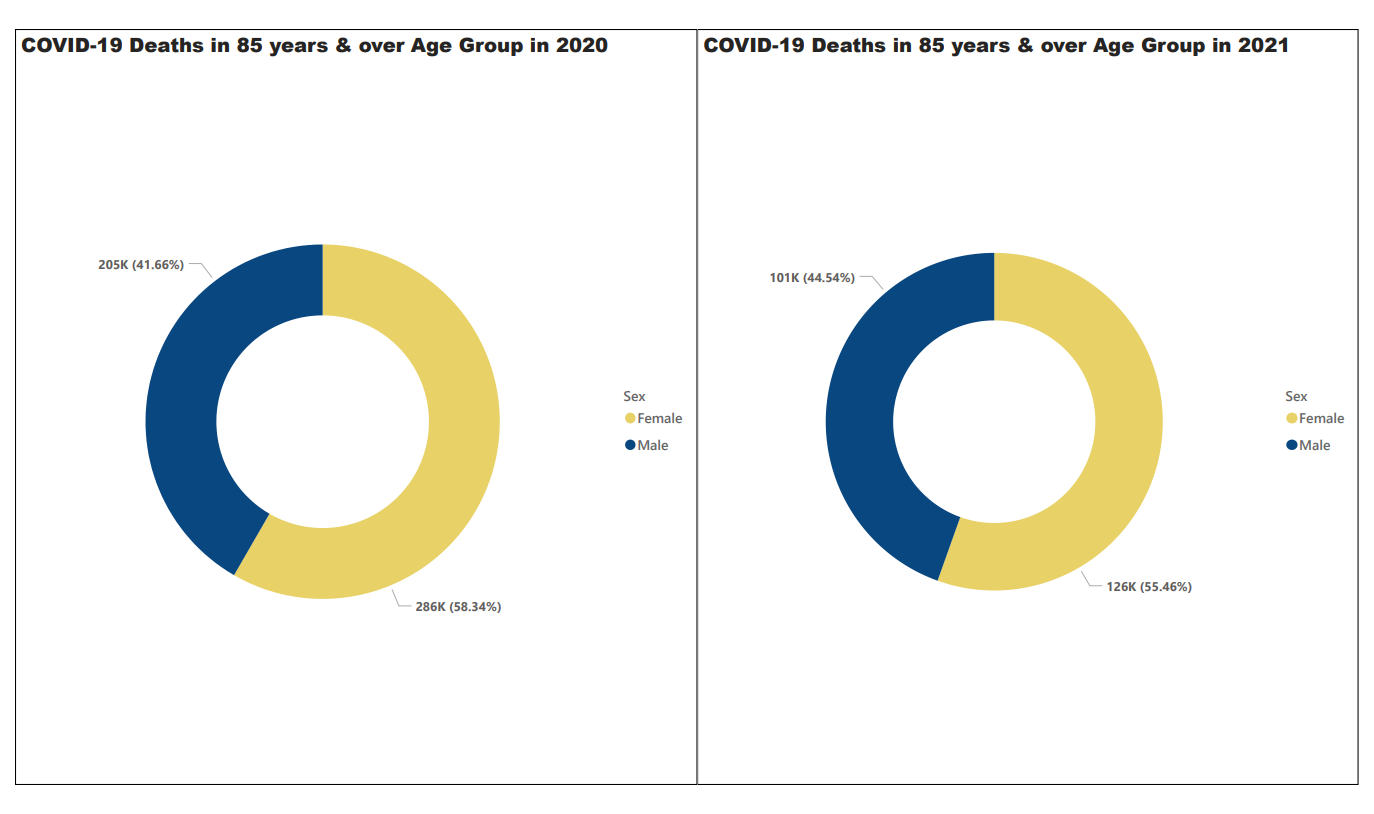 COVID-19 Deaths in 85 years & over Age Group in 2020
205K (41.66%)
Sex
Female
Male
286K (58.34%)
COVID-19 Deaths in 85 years & over Age Group in 2021
101K (44.54%)
Sex
Female
Male
126K (55.46%)